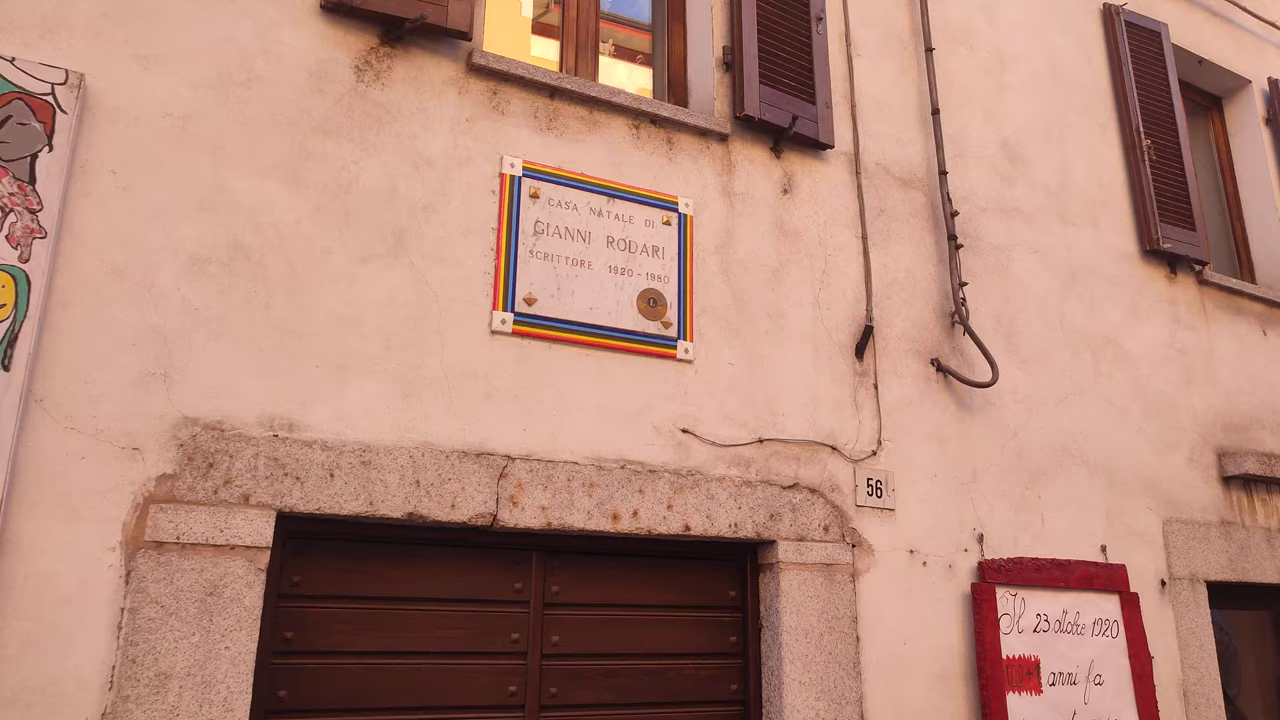 CASA NATALE DI
GIANNI RODARI
SCRITTORE 1920-1980
L
56
Il 23 ottobre 1920
anni fa